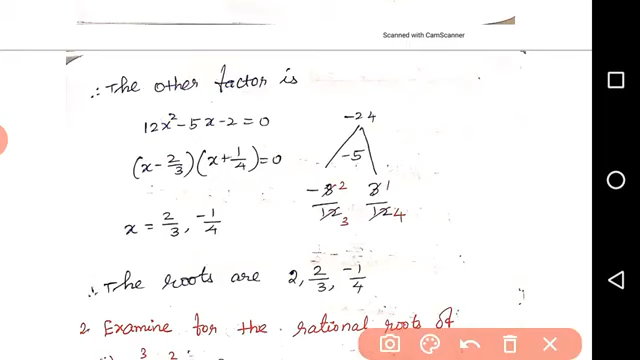 Scanned with CamScanner
∴ The other factor is
12x² - 5x - 2 = 0
-24
(x - 2/3)(x + 1/4) = 0
-5
-8/12 3/12
2 3 1 4
x = 2/3, -1/4
∴ The roots are 2, 2/3, -1/4
2. Examine for the rational roots of